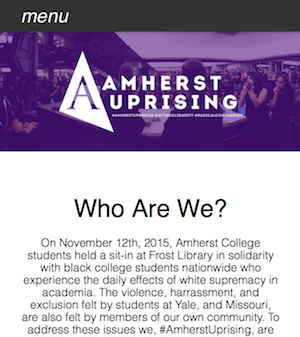 menu
AMHERST
UPRISING
Who Are We?
On November 12th, 2015, Amherst College
students held a sit-in at Frost Library in solidarity
with black college students nationwide who
experience the daily effects of white supremacy in
academia. The violence, harrassment, and
exclusion felt by students at Yale, and Missouri,
are also felt by members of our own community. To
address these issues we, #AmherstUprising, are